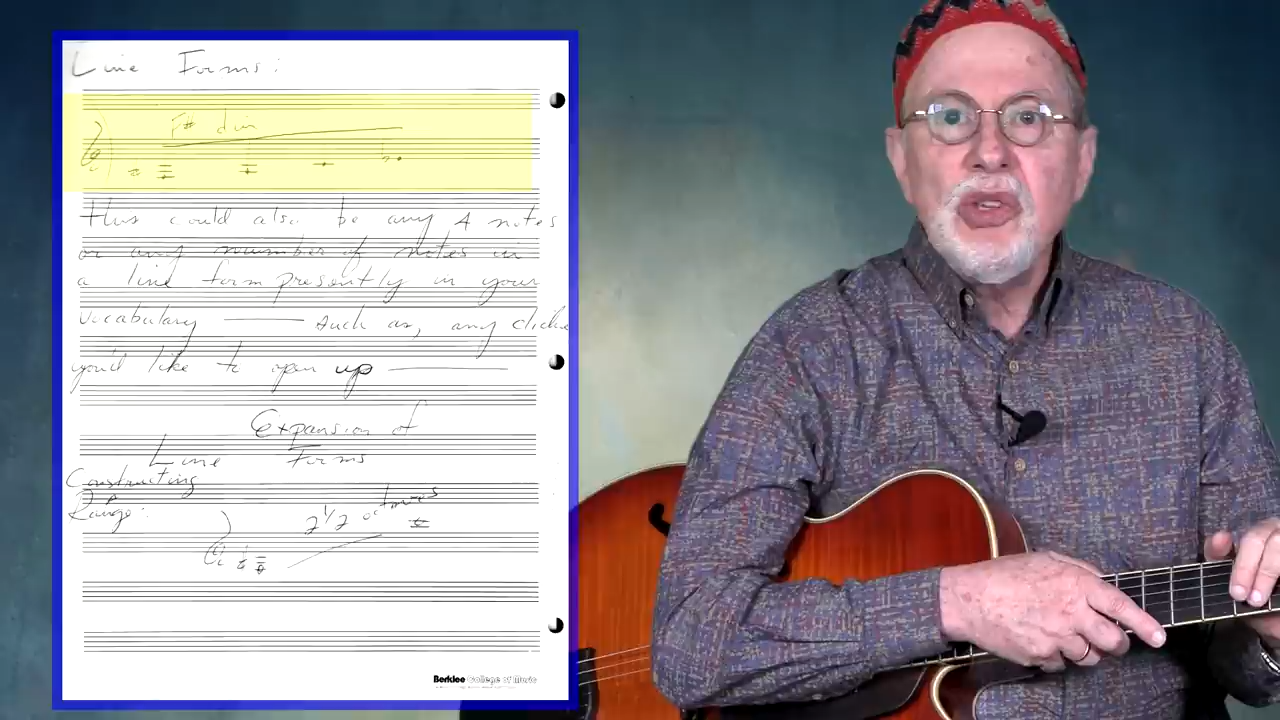 Line Forms:
F# dim
this could also be any 4 notes
or any number of notes in
a line form presently in your
vocabulary —— such as, any cliche
you'd like to open up ——
Expansion of
Line Forms
Constructing
Range:
2 1/2 octaves
Berklee College of Music